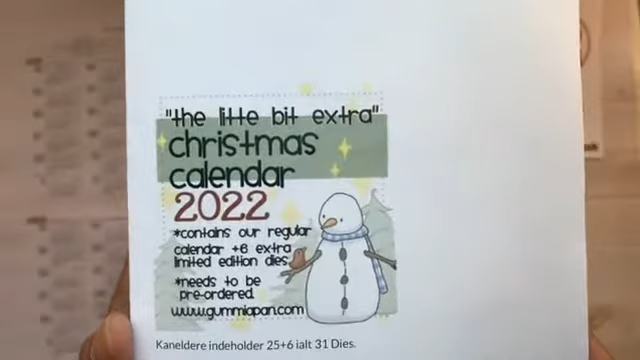 "the litte bit extra"
christmas
calendar
2022
*contains our regular
calendar +6 extra
limited edition dies.
*needs to be
pre-ordered.
www.gummiapan.com
Kaneldere indeholder 25+6 ialt 31 Dies.